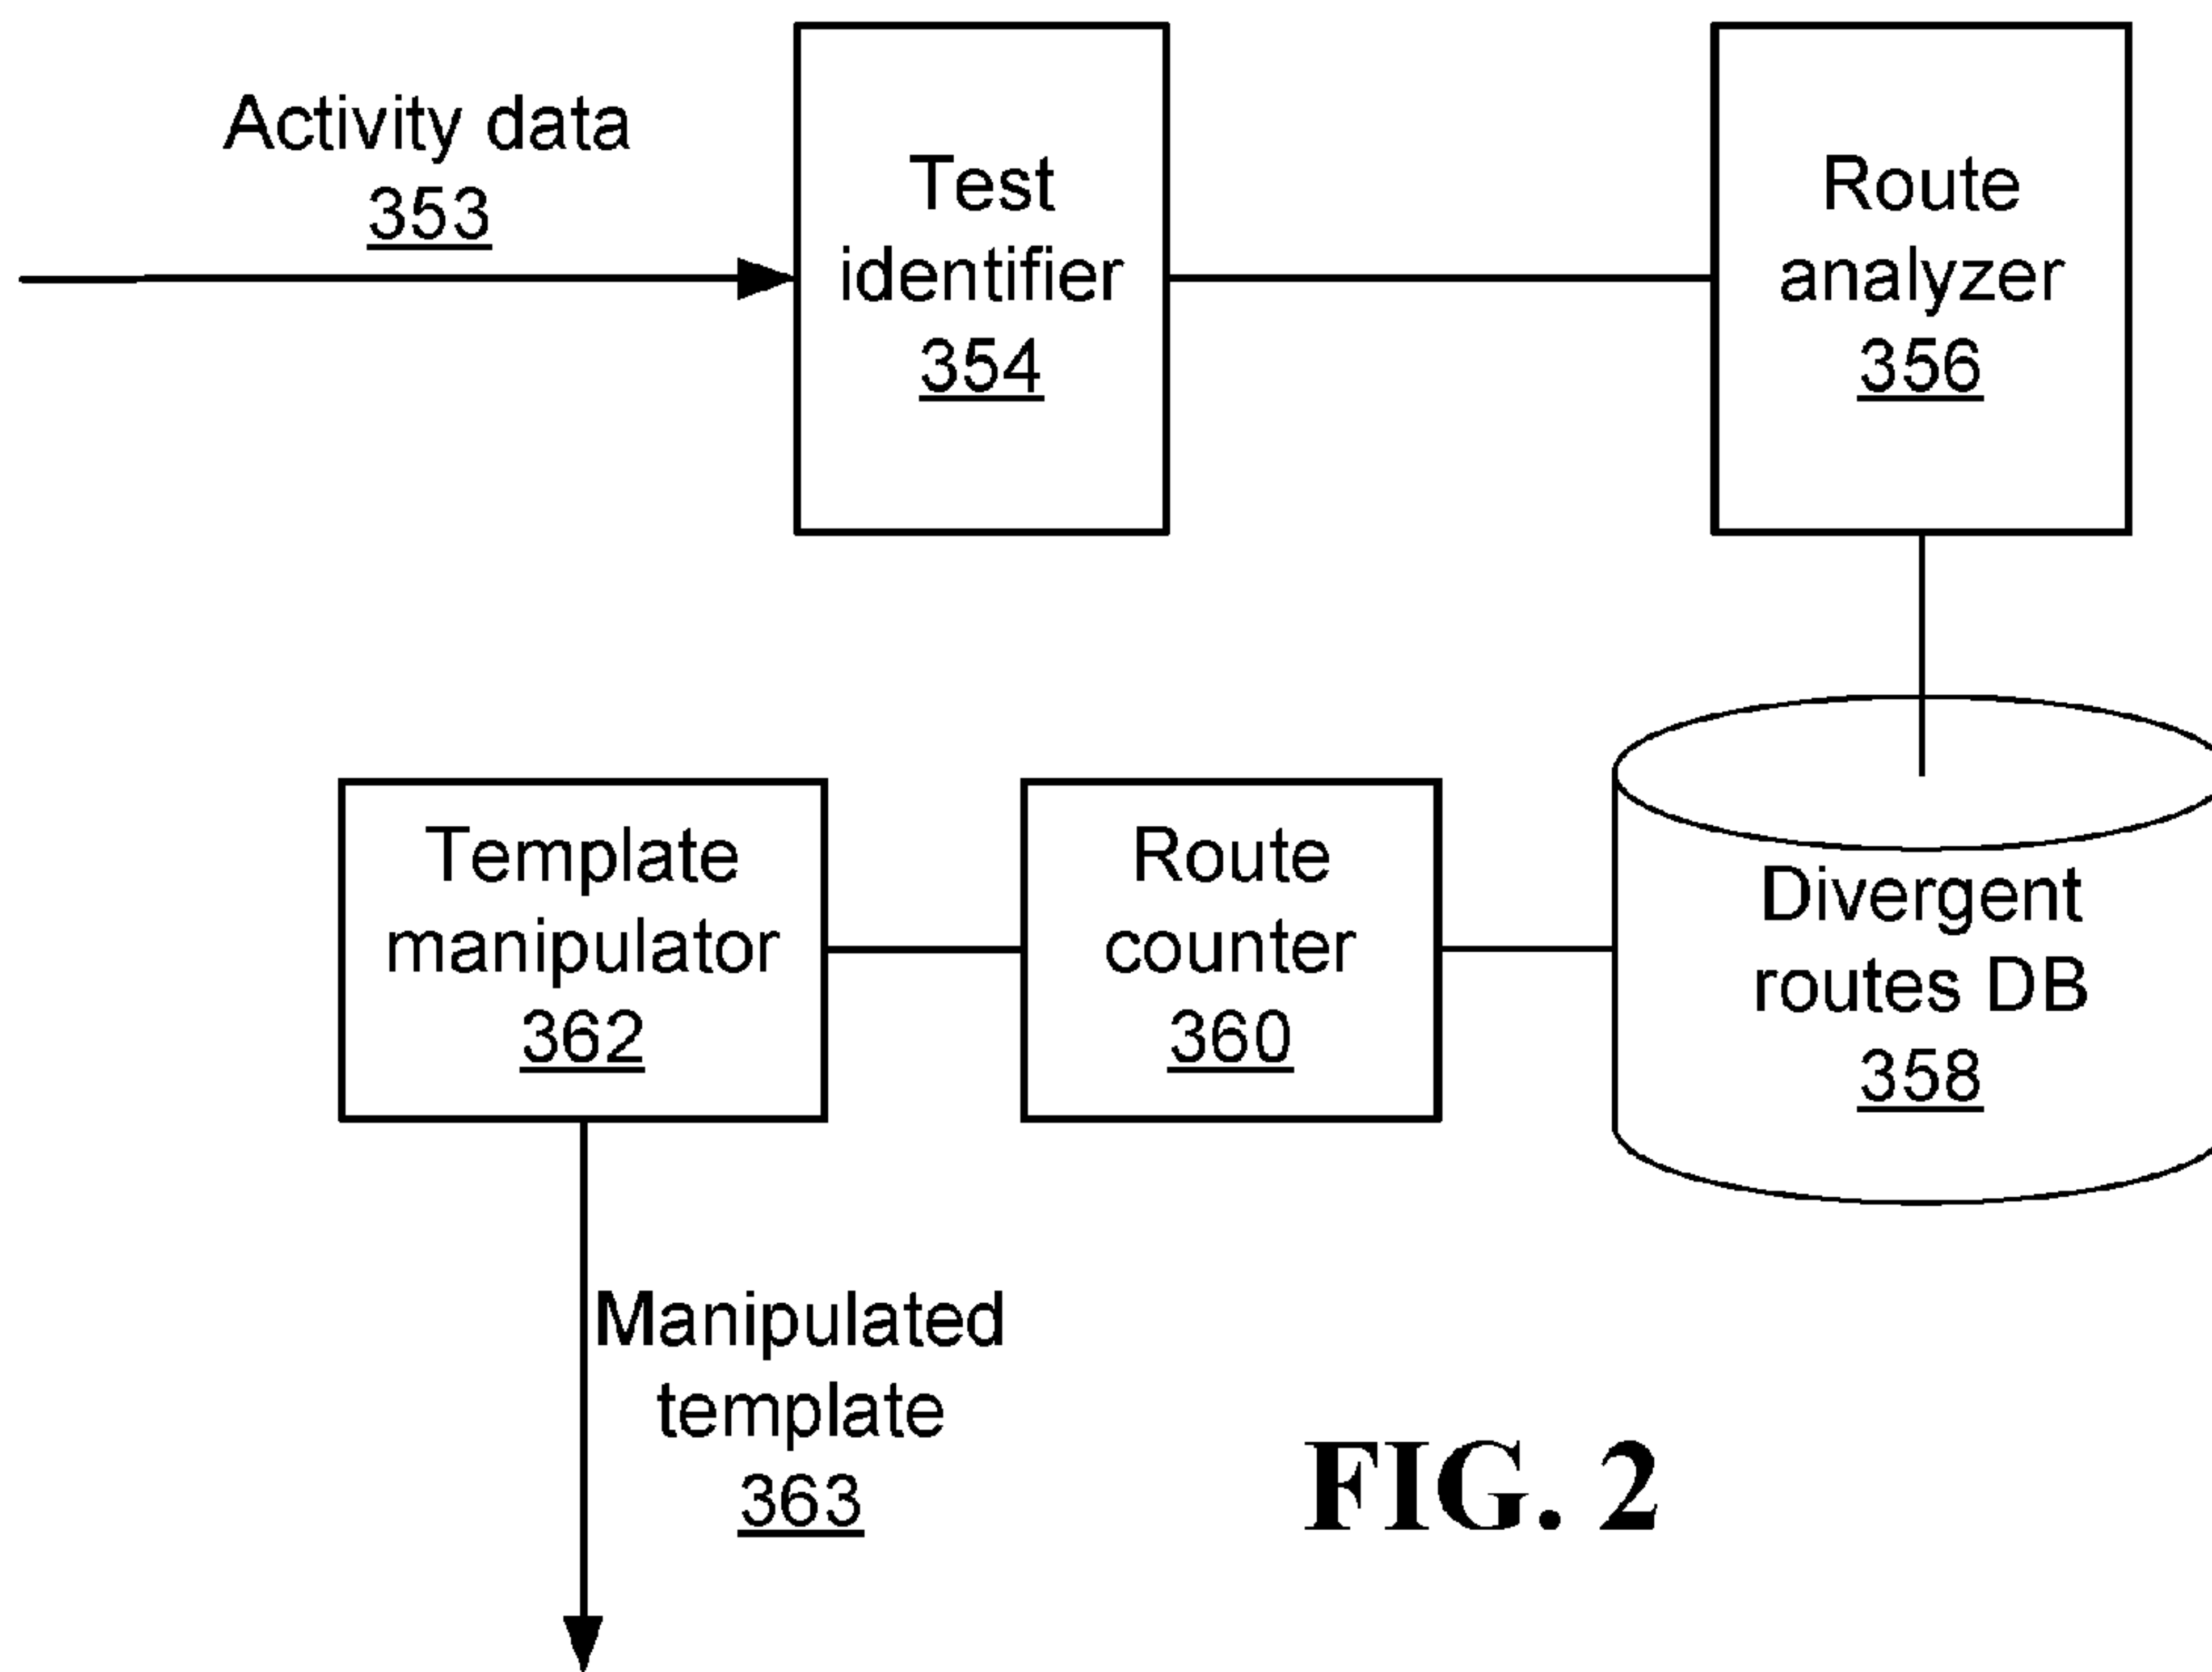 Activity data
353
Test
identifier
354
Route
analyzer
356
Template
manipulator
362
Route
counter
360
Divergent
routes DB
358
Manipulated
template
363
FIG. 2